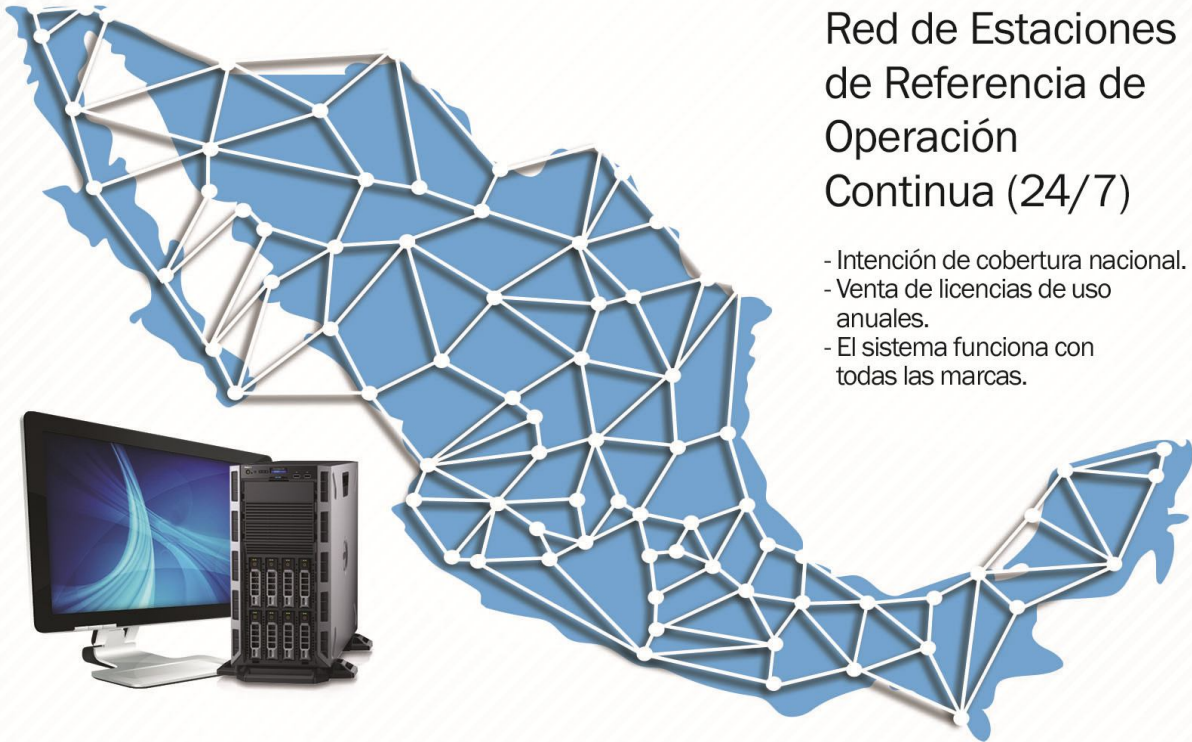 Red de Estaciones
de Referencia de
Operación
Continua (24/7)
- Intención de cobertura nacional.
- Venta de licencias de uso
anuales.
- El sistema funciona con
todas las marcas.